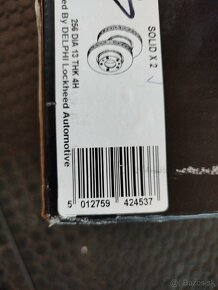 SOLID X 2
256 DIA 13 THK 4H
ed By DELPHI Lockheed Automotive
5 012759 424537
Bazos.sk